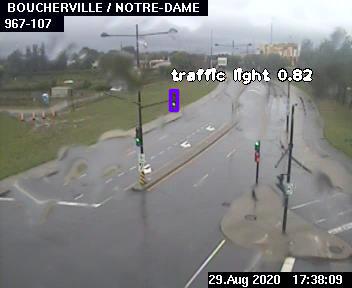 BOUCHERVILLE / NOTRE-DAME
967-107
traffic light 0.82
29.Aug 2020 17:38:09